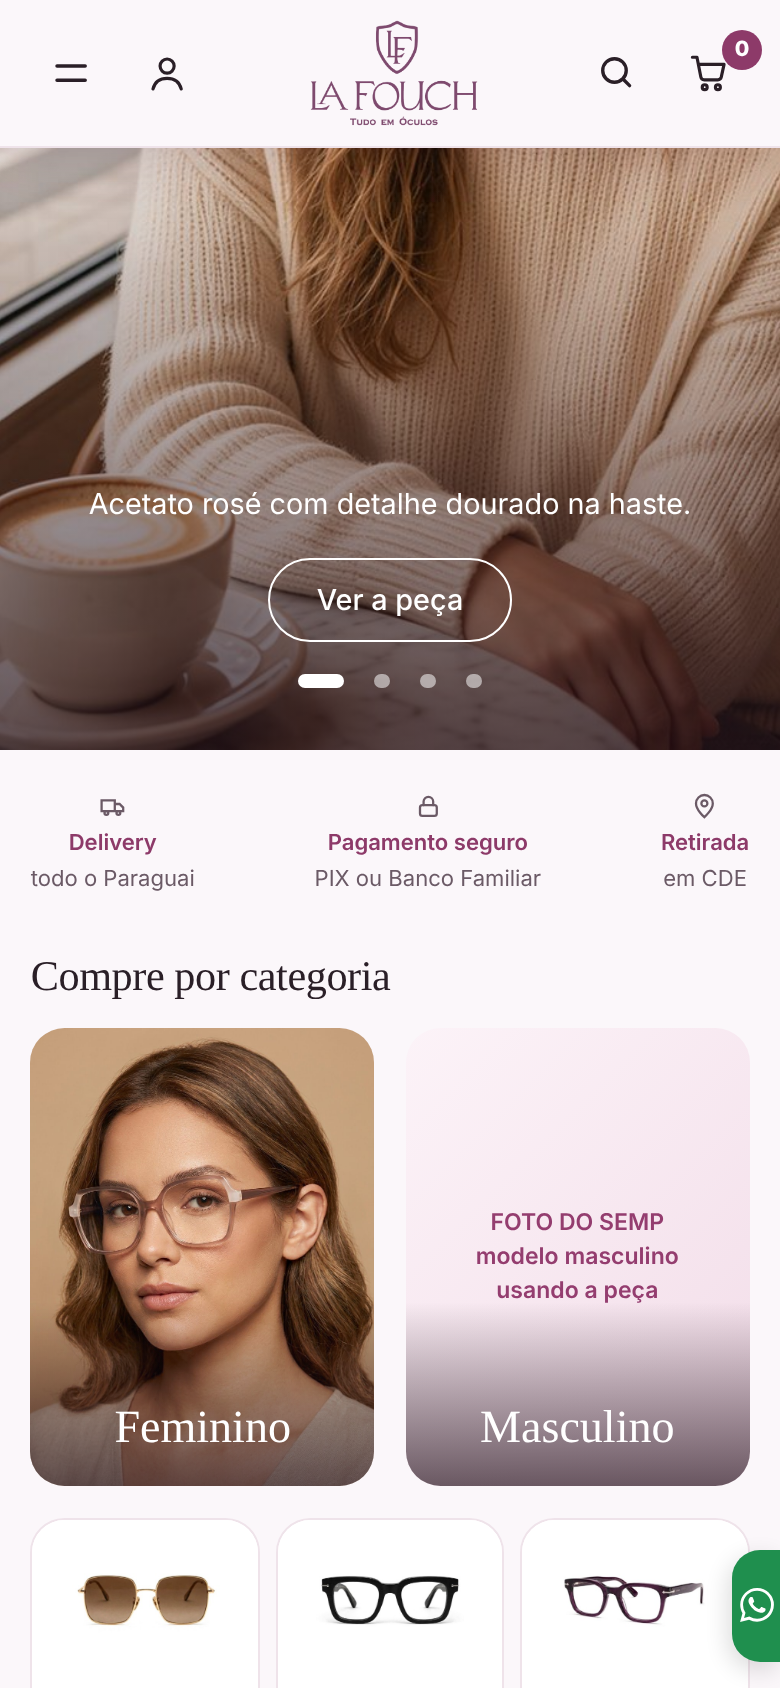 LF
LA FOUCH
Tudo em Óculos
0
Acetato rosé com detalhe dourado na haste.
Ver a peça
Delivery
todo o Paraguai
Pagamento seguro
PIX ou Banco Familiar
Retirada
em CDE
Compre por categoria
Feminino
FOTO DO SEMP
modelo masculino
usando a peça
Masculino